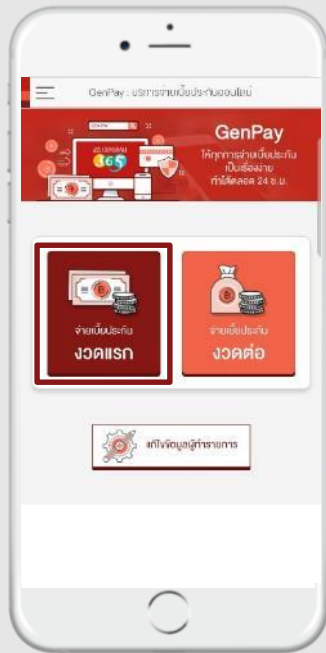 GenPay : บริการจ่ายเบี้ยประกันออนไลน์
GenPay
ให้ทุกการจ่ายเบี้ยประกัน
เป็นเรื่องง่าย
ทำได้ตลอด 24 ช.ม.
365
จ่ายเบี้ยประกัน
งวดแรก
จ่ายเบี้ยประกัน
งวดต่อ
แก้ไขข้อมูลผู้ทำรายการ